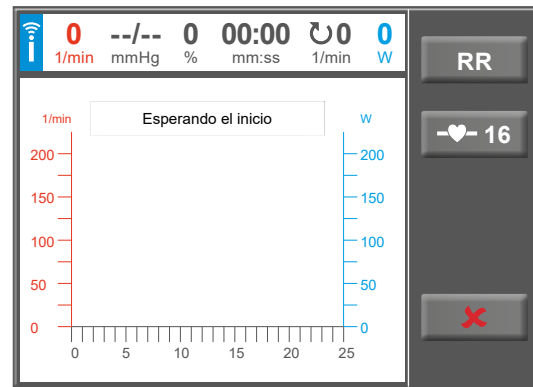 0 --/-- 0 00:00 0 0
1/min mmHg % mm:ss 1/min W
RR
16
1/min Esperando el inicio W
200 200
150 150
100 100
50 50
0 0
0 5 10 15 20 25